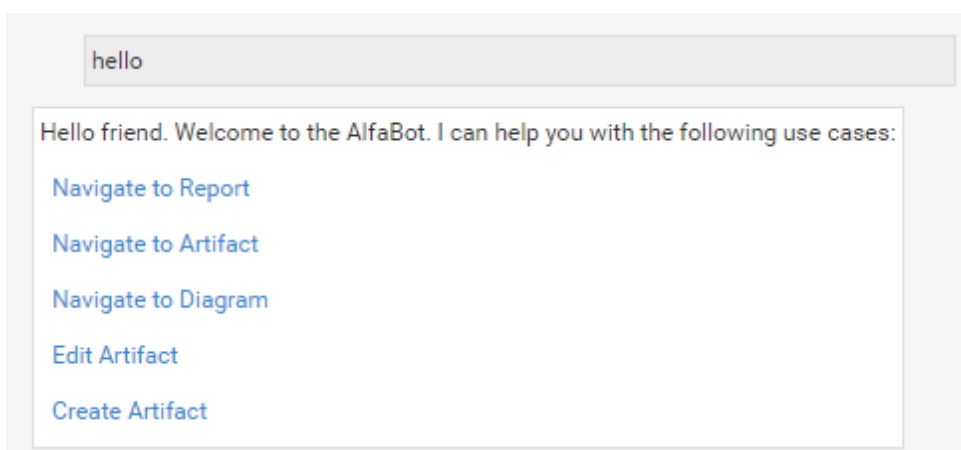 hello
Hello friend. Welcome to the AlfaBot. I can help you with the following use cases:
Navigate to Report
Navigate to Artifact
Navigate to Diagram
Edit Artifact
Create Artifact